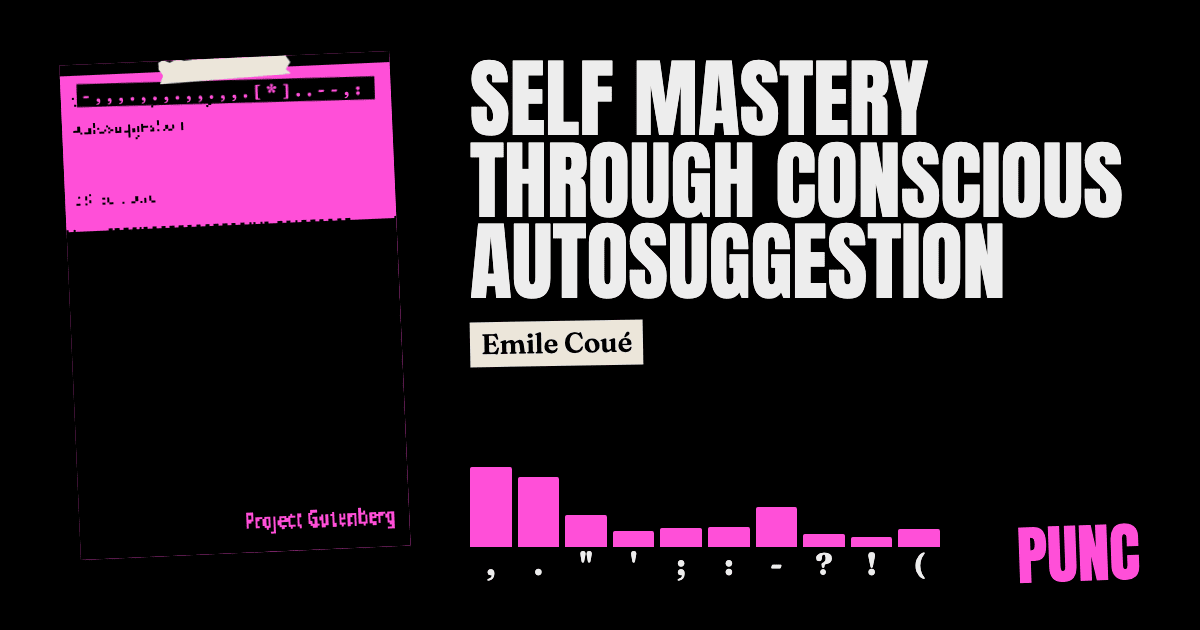 -,,,.,.,.,,.,,.[*]..--,:
Project Gutenberg
SELF MASTERY
THROUGH CONSCIOUS
AUTOSUGGESTION
Emile Coué
, . " ' ; : - ? ! (
PUNC